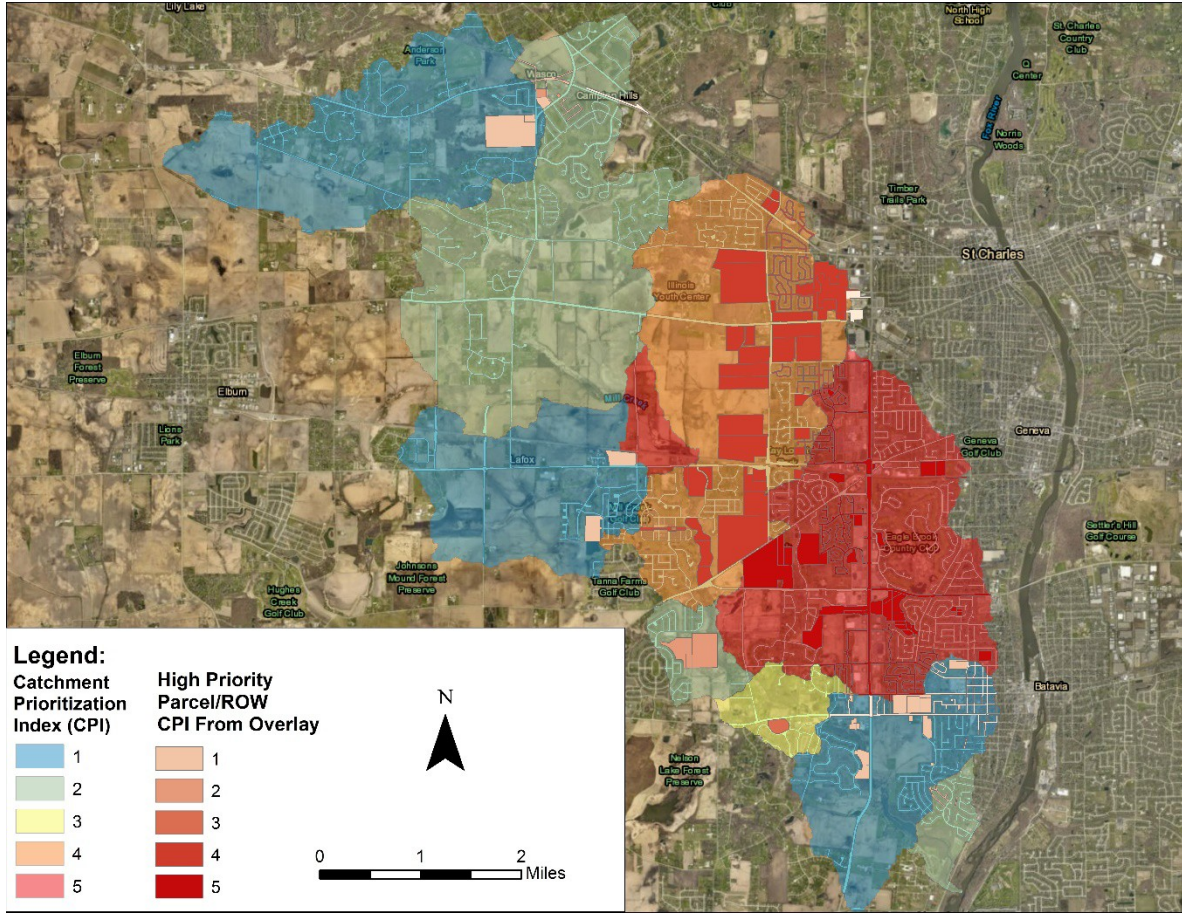 Lily Lake
Club
North High
School
St. Charles
Country
Club
Anderson
Park
Q
Center
Wasco
Campton Hills
Fox River
Norris
Woods
Timber
Trails Park
St Charles
Illinois
Youth Center
Elburn
Forest
Preserve
Elburn
Mill Creek
Lions
Park
Geneva
Geneva
Golf Club
Lafox
Settler's Hill
Golf Course
Eagle Brook
Country Club
Johnsons
Mound Forest
Preserve
Tanna Farms
Golf Club
Hughes
Creek
Golf Club
Batavia
Nelson
Lake Forest
Preserve
Legend:
Catchment
Prioritization
Index (CPI)
1
2
3
4
5
High Priority
Parcel/ROW
CPI From Overlay
1
2
3
4
5
N
0 1 2
Miles